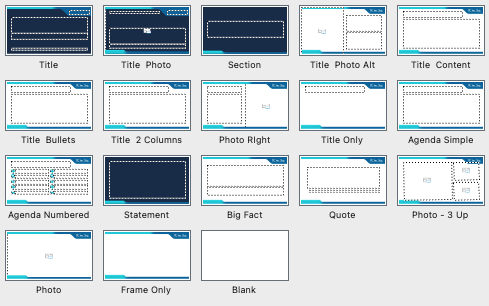 Title
Title Photo
Section
Title Photo Alt
Title Content
Title Bullets
Title 2 Columns
Photo RIght
Title Only
Agenda Simple
Agenda Numbered
Statement
Big Fact
Quote
Photo - 3 Up
Photo
Frame Only
Blank